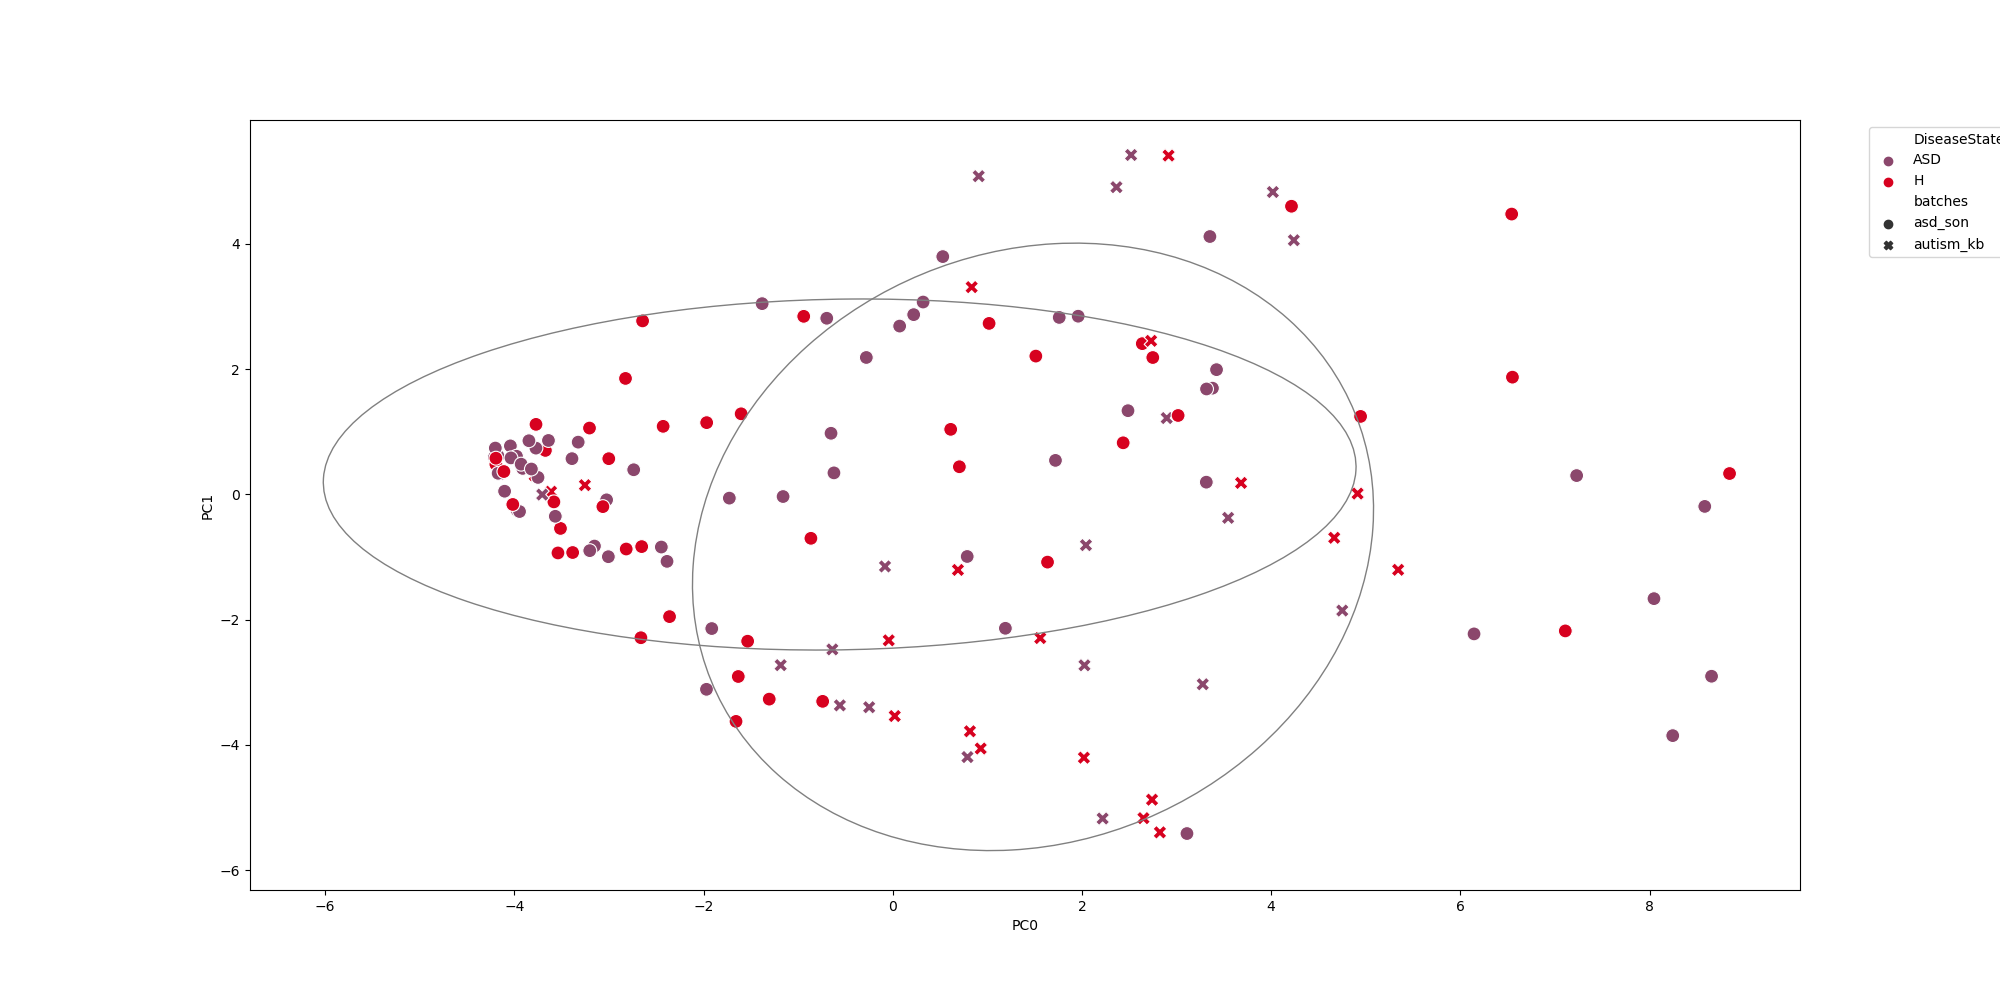 DiseaseState
ASD
H
batches
asd_son
autism_kb
4
2
0
−2
−4
−6
PC1
−6
−4
−2
0
2
4
6
8
PC0